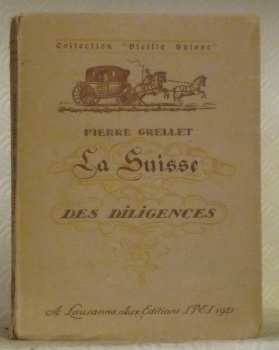 Collection "Vieille Suisse"
PIERRE GRELLET
La Suisse
DES DILIGENCES
A Lausanne, Aux Editions SPES 1921